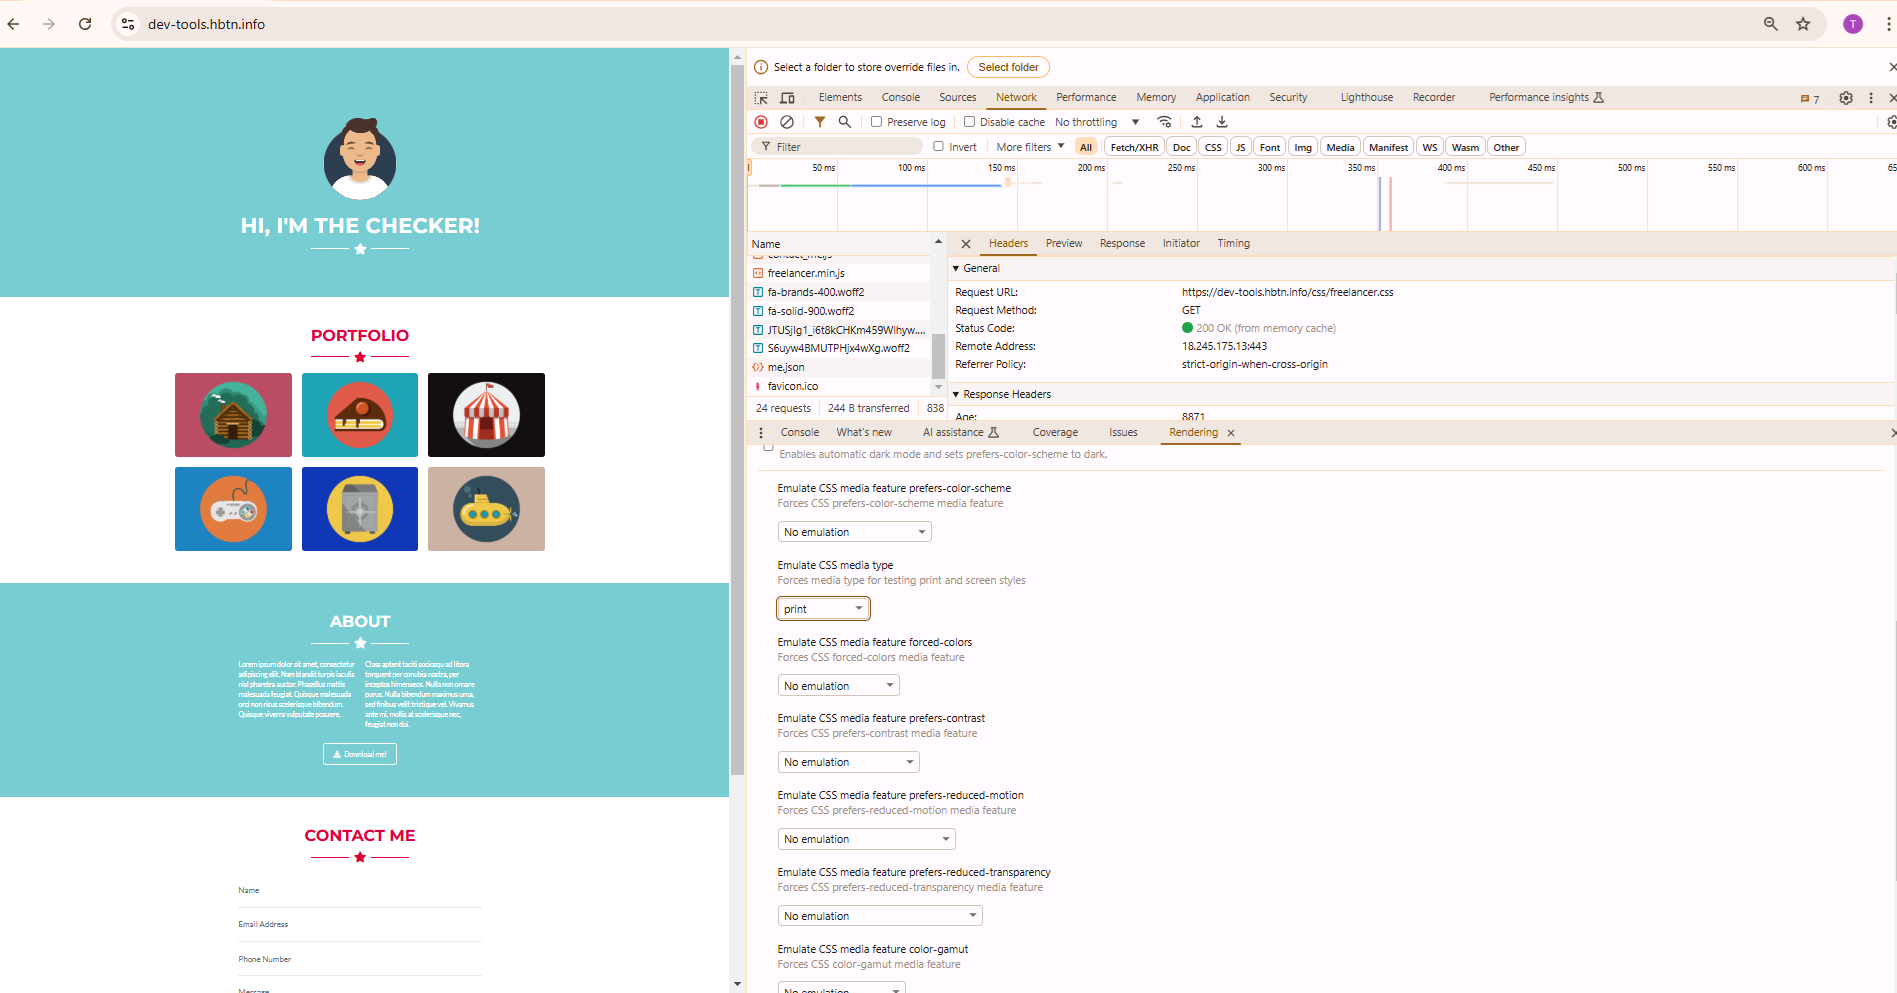 dev-tools.hbtn.info
T
HI, I'M THE CHECKER!
PORTFOLIO
ABOUT
Lorem ipsum dolor sit amet, consectetur
adipiscing elit. Nam blandit turpis iaculis
nisl pharetra auctor. Phasellus mattis
malesuada feugiat. Quisque malesuada
orci non risus scelerisque bibendum.
Quisque viverra vulputate posuere.
Class aptent taciti sociosqu ad litora
torquent per conubia nostra, per
inceptos himenaeos. Nulla non ornare
purus. Nulla bibendum maximus urna,
sed finibus velit tristique vel. Vivamus
ante mi, mollis at scelerisque nec,
feugiat non dui.
Download me!
CONTACT ME
Name
Email Address
Phone Number
Message
Select a folder to store override files in. Select folder
Elements Console Sources Network Performance Memory Application Security Lighthouse Recorder Performance insights 7
Preserve log Disable cache No throttling
Filter Invert More filters All Fetch/XHR Doc CSS JS Font Img Media Manifest WS Wasm Other
50 ms 100 ms 150 ms 200 ms 250 ms 300 ms 350 ms 400 ms 450 ms 500 ms 550 ms 600 ms 65
Name
contact_me.js
freelancer.min.js
fa-brands-400.woff2
fa-solid-900.woff2
JTUSjIg1_i6t8kCHKm459Wlhyw....
S6uyw4BMUTPHjx4wXg.woff2
me.json
favicon.ico
24 requests 244 B transferred 838
Headers Preview Response Initiator Timing
General
Request URL: https://dev-tools.hbtn.info/css/freelancer.css
Request Method: GET
Status Code: 200 OK (from memory cache)
Remote Address: 18.245.175.13:443
Referrer Policy: strict-origin-when-cross-origin
Response Headers
Age: 8871
Console What's new AI assistance Coverage Issues Rendering
Enables automatic dark mode and sets prefers-color-scheme to dark.
Emulate CSS media feature prefers-color-scheme
Forces CSS prefers-color-scheme media feature
No emulation
Emulate CSS media type
Forces media type for testing print and screen styles
print
Emulate CSS media feature forced-colors
Forces CSS forced-colors media feature
No emulation
Emulate CSS media feature prefers-contrast
Forces CSS prefers-contrast media feature
No emulation
Emulate CSS media feature prefers-reduced-motion
Forces CSS prefers-reduced-motion media feature
No emulation
Emulate CSS media feature prefers-reduced-transparency
Forces CSS prefers-reduced-transparency media feature
No emulation
Emulate CSS media feature color-gamut
Forces CSS color-gamut media feature
No emulation